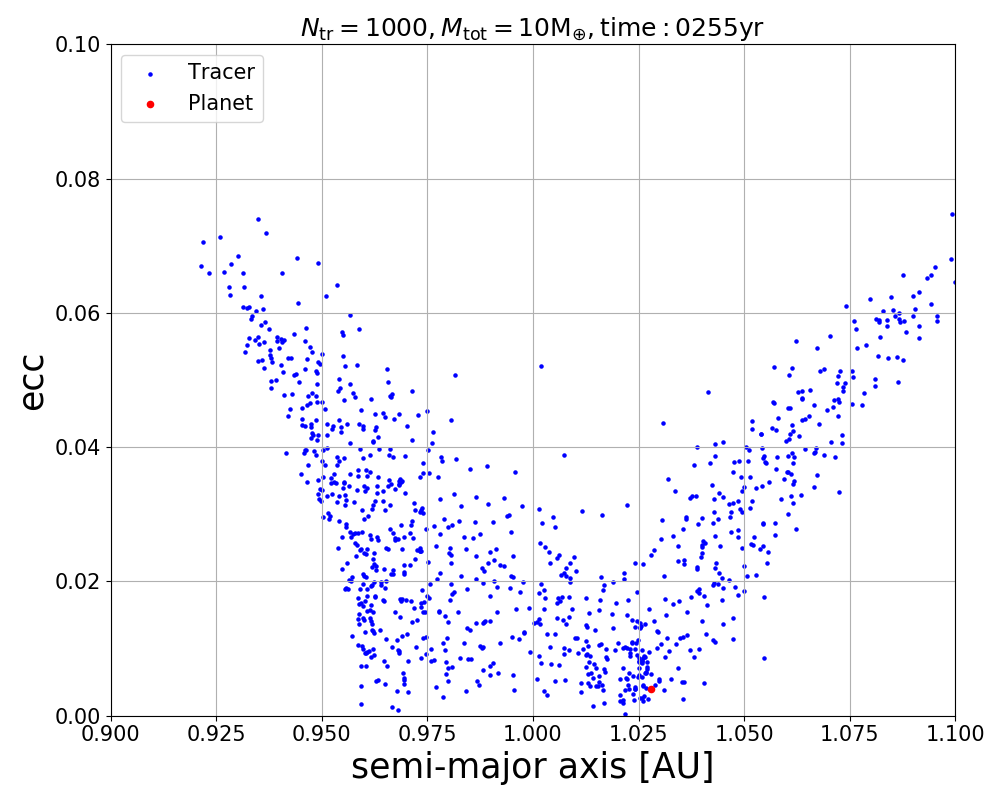 N_tr = 1000, M_tot = 10M_⊕, time : 0255yr
0.10
Tracer
Planet
0.08
0.06
ecc
0.04
0.02
0.00
0.900 0.925 0.950 0.975 1.000 1.025 1.050 1.075 1.100
semi-major axis [AU]